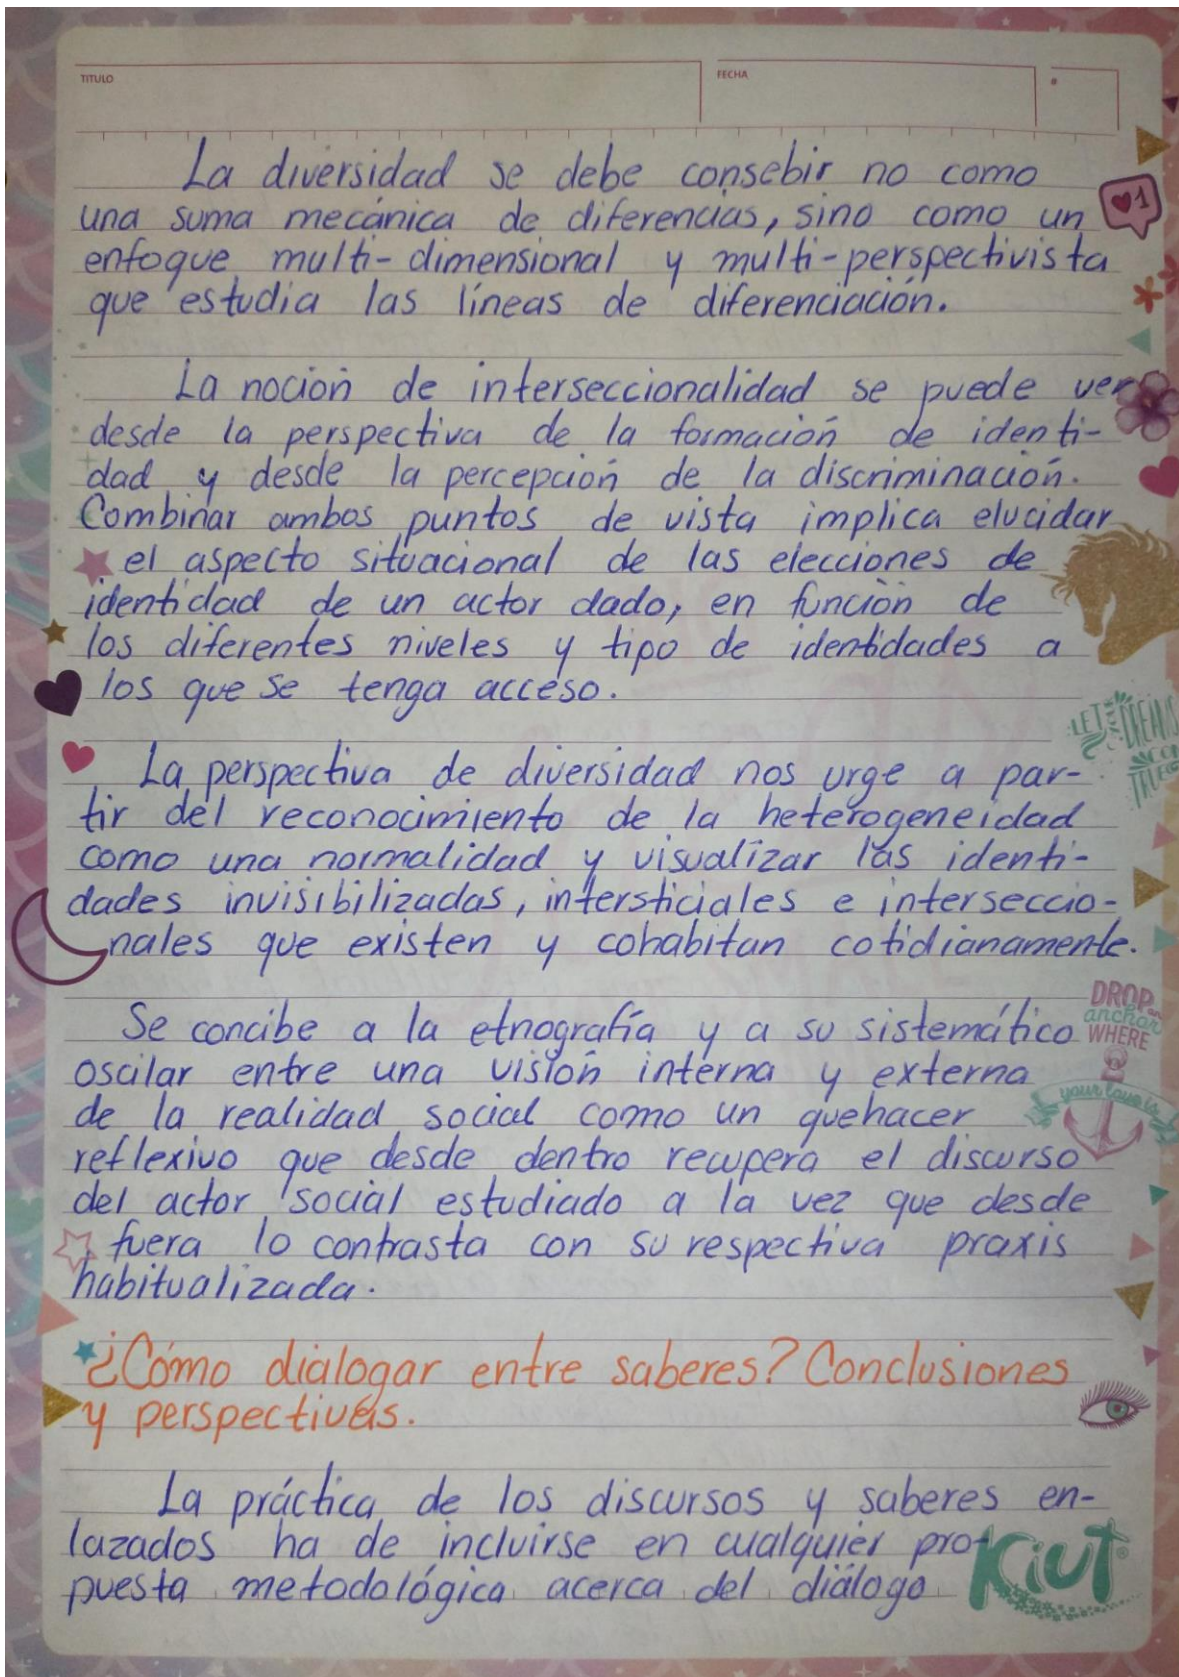 TITULO
FECHA
La diversidad se debe consebir no como
una suma mecánica de diferencias, sino como un
enfoque multi-dimensional y multi-perspectivista
que estudia las líneas de diferenciación.
La noción de interseccionalidad se puede ver
desde la perspectiva de la formación de identi-
dad y desde la percepción de la discriminación.
Combinar ambos puntos de vista implica elucidar
el aspecto situacional de las elecciones de
identidad de un actor dado, en función de
los diferentes niveles y tipo de identidades a
los que se tenga acceso.
LET YOUR DREAMS
COME
TRUE
La perspectiva de diversidad nos urge a par-
tir del reconocimiento de la heterogeneidad
como una normalidad y visualizar las identi-
dades invisibilizadas, intersticiales e interseccio-
nales que existen y cohabitan cotidianamente.
DROP
anchor
WHERE
your love is
Se concibe a la etnografía y a su sistemático
oscilar entre una visión interna y externa
de la realidad social como un quehacer
reflexivo que desde dentro recupera el discurso
del actor social estudiado a la vez que desde
fuera lo contrasta con su respectiva praxis
habitualizada.
¿Cómo dialogar entre saberes? Conclusiones
y perspectivas.
La práctica de los discursos y saberes en-
lazados ha de incluirse en cualquier pro-
puesta metodológica acerca del diálogo
Kiut